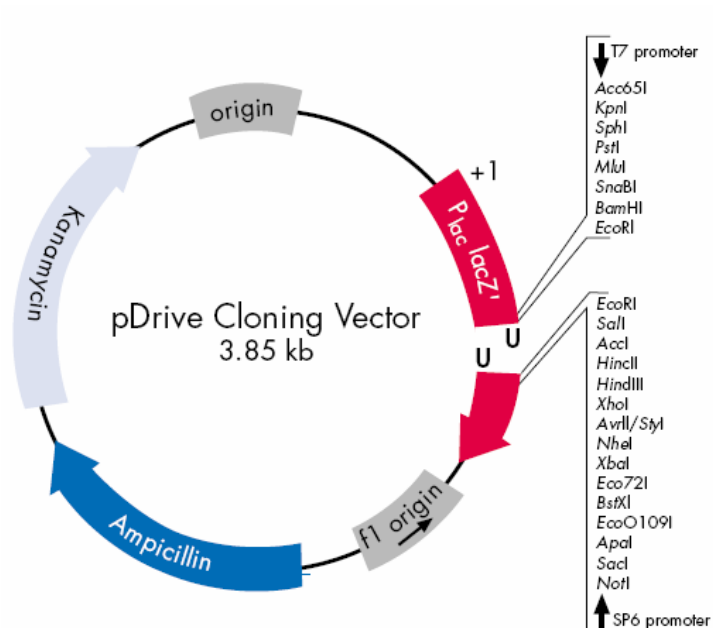 T7 promoter
Acc65I
KpnI
SphI
PstI
MluI
SnaBI
BamHI
EcoRI
origin
+1
Plac lacZ'
Kanamycin
pDrive Cloning Vector
3.85 kb
U
U
EcoRI
SalI
AccI
HincII
HindIII
XhoI
AvrII/StyI
NheI
XbaI
Eco72I
BstXI
EcoO109I
ApaI
SacI
NotI
SP6 promoter
f1 origin
Ampicillin